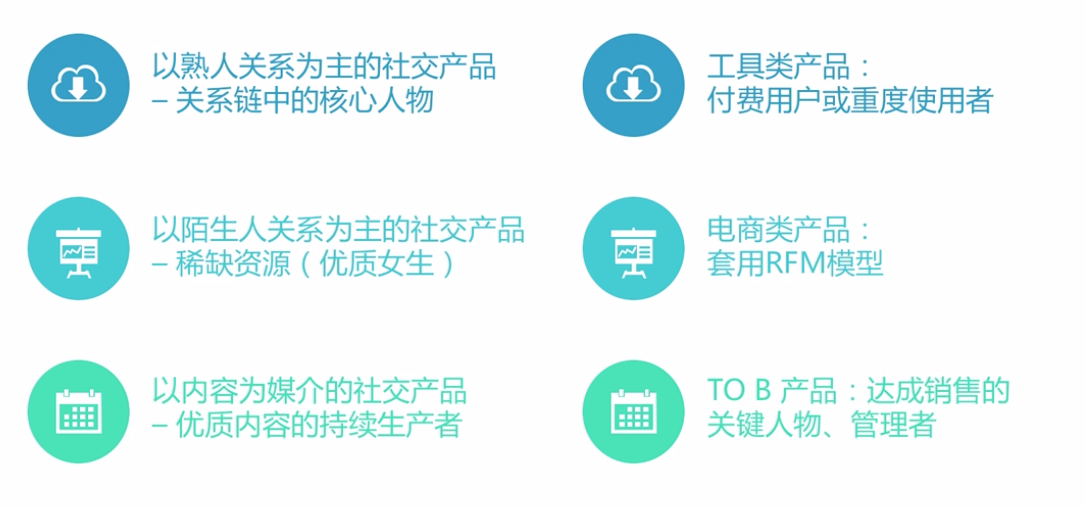 以熟人关系为主的社交产品
– 关系链中的核心人物
以陌生人关系为主的社交产品
– 稀缺资源（优质女生）
以内容为媒介的社交产品
– 优质内容的持续生产者
工具类产品：
付费用户或重度使用者
电商类产品：
套用RFM模型
TO B 产品：达成销售的
关键人物、管理者